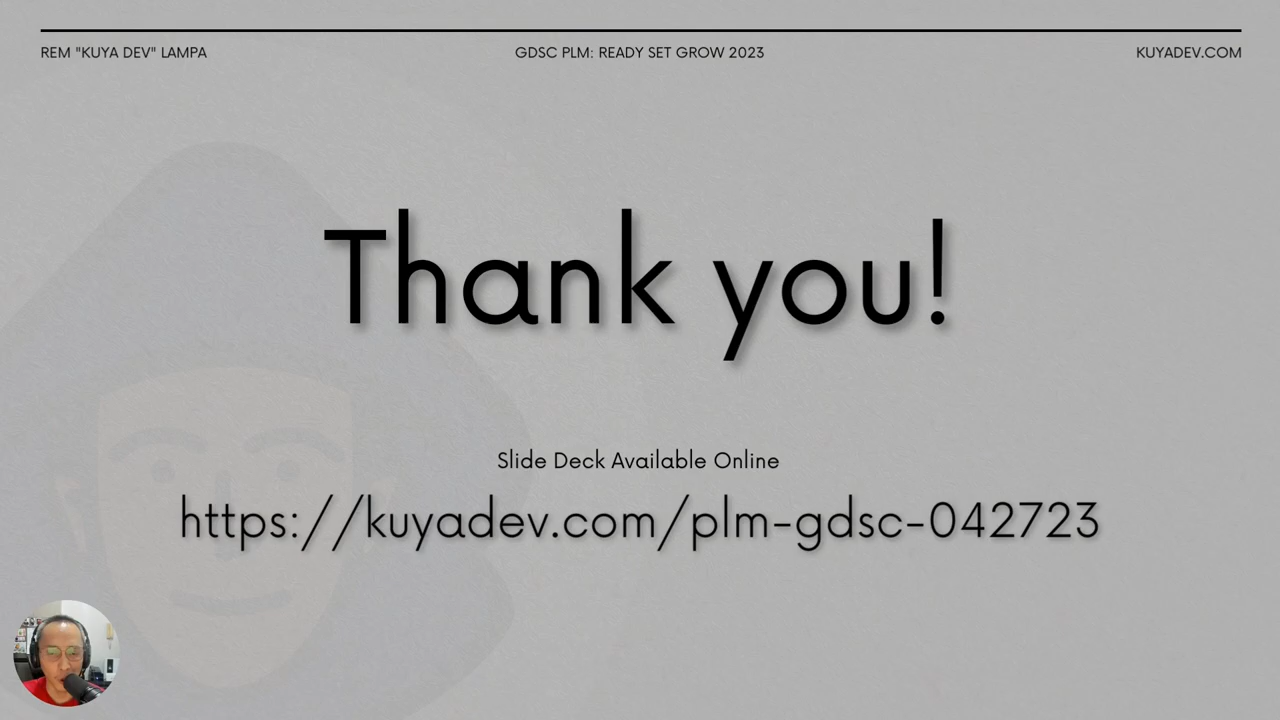 REM "KUYA DEV" LAMPA
GDSC PLM: READY SET GROW 2023
KUYADEV.COM
Thank you!
Slide Deck Available Online
https://kuyadev.com/plm-gdsc-042723